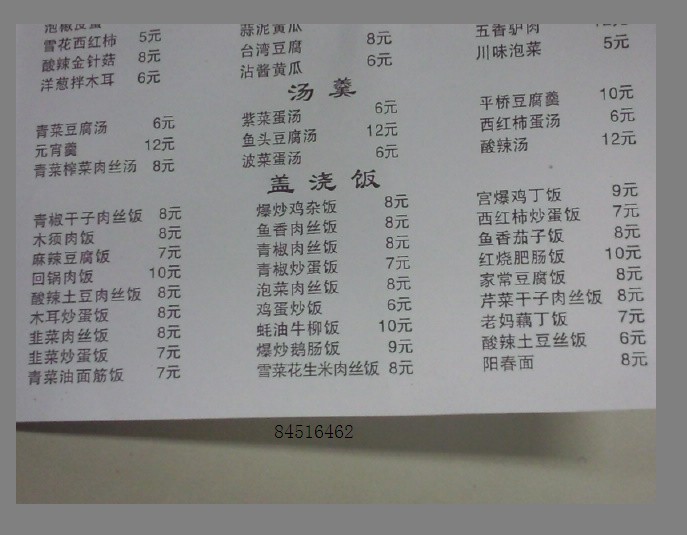 雪花西红柿 5元
酸辣金针菇 8元
洋葱拌木耳 6元
蒜泥黄瓜
台湾豆腐 8元
沾酱黄瓜 6元
五香驴肉
川味泡菜 5元
汤 羹
青菜豆腐汤 6元
元宵羹 12元
青菜榨菜肉丝汤 8元
紫菜蛋汤 6元
鱼头豆腐汤 12元
菠菜蛋汤 6元
平桥豆腐羹 10元
西红柿蛋汤 6元
酸辣汤 12元
盖 浇 饭
青椒干子肉丝饭 8元
木须肉饭 8元
麻辣豆腐饭 7元
回锅肉饭 10元
酸辣土豆肉丝饭 8元
木耳炒蛋饭 8元
韭菜肉丝饭 8元
韭菜炒蛋饭 7元
青菜油面筋饭 7元
爆炒鸡杂饭 8元
鱼香肉丝饭 8元
青椒肉丝饭 8元
青椒炒蛋饭 7元
泡菜肉丝饭 8元
鸡蛋炒饭 6元
蚝油牛柳饭 10元
爆炒鹅肠饭 9元
雪菜花生米肉丝饭 8元
宫爆鸡丁饭 9元
西红柿炒蛋饭 7元
鱼香茄子饭 8元
红烧肥肠饭 10元
家常豆腐饭 8元
芹菜干子肉丝饭 8元
老妈藕丁饭 7元
酸辣土豆丝饭 6元
阳春面 8元
84516462